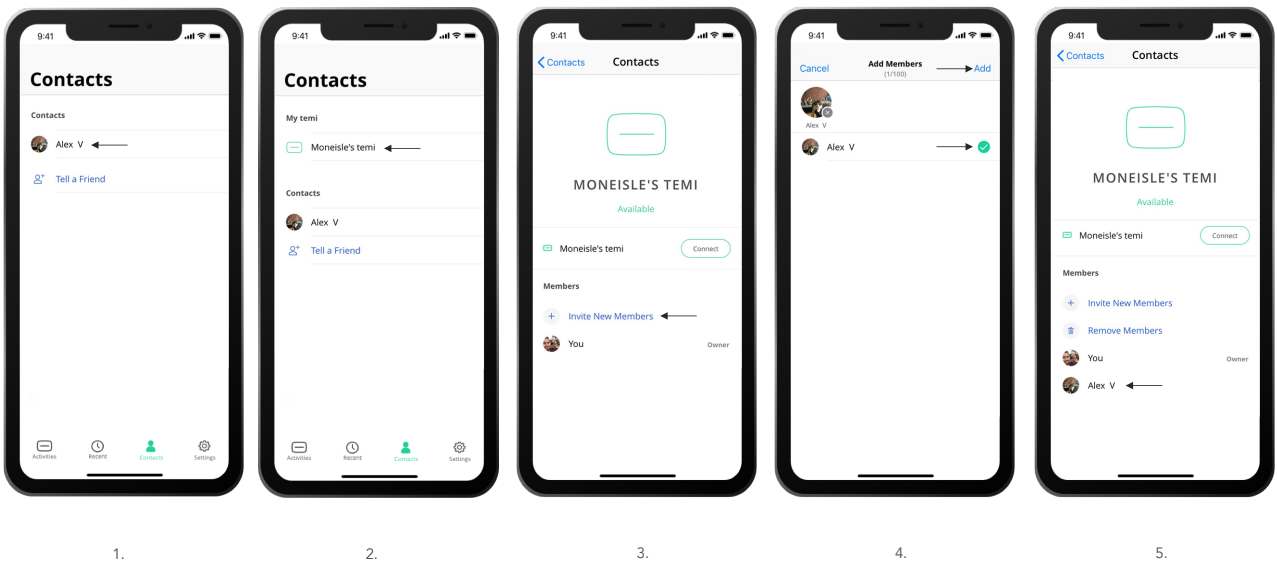 9:41
Contacts
Contacts
Alex V
Tell a Friend
Activities
Recent
Contacts
Settings
1.
9:41
Contacts
My temi
Moneisle's temi
Contacts
Alex V
Tell a Friend
Activities
Recent
Contacts
Settings
2.
9:41
Contacts Contacts
MONEISLE'S TEMI
Available
Moneisle's temi Connect
Members
Invite New Members
You Owner
3.
9:41
Cancel Add Members Add
(1/100)
Alex V
Alex V
4.
9:41
Contacts Contacts
MONEISLE'S TEMI
Available
Moneisle's temi Connect
Members
Invite New Members
Remove Members
You Owner
Alex V
5.